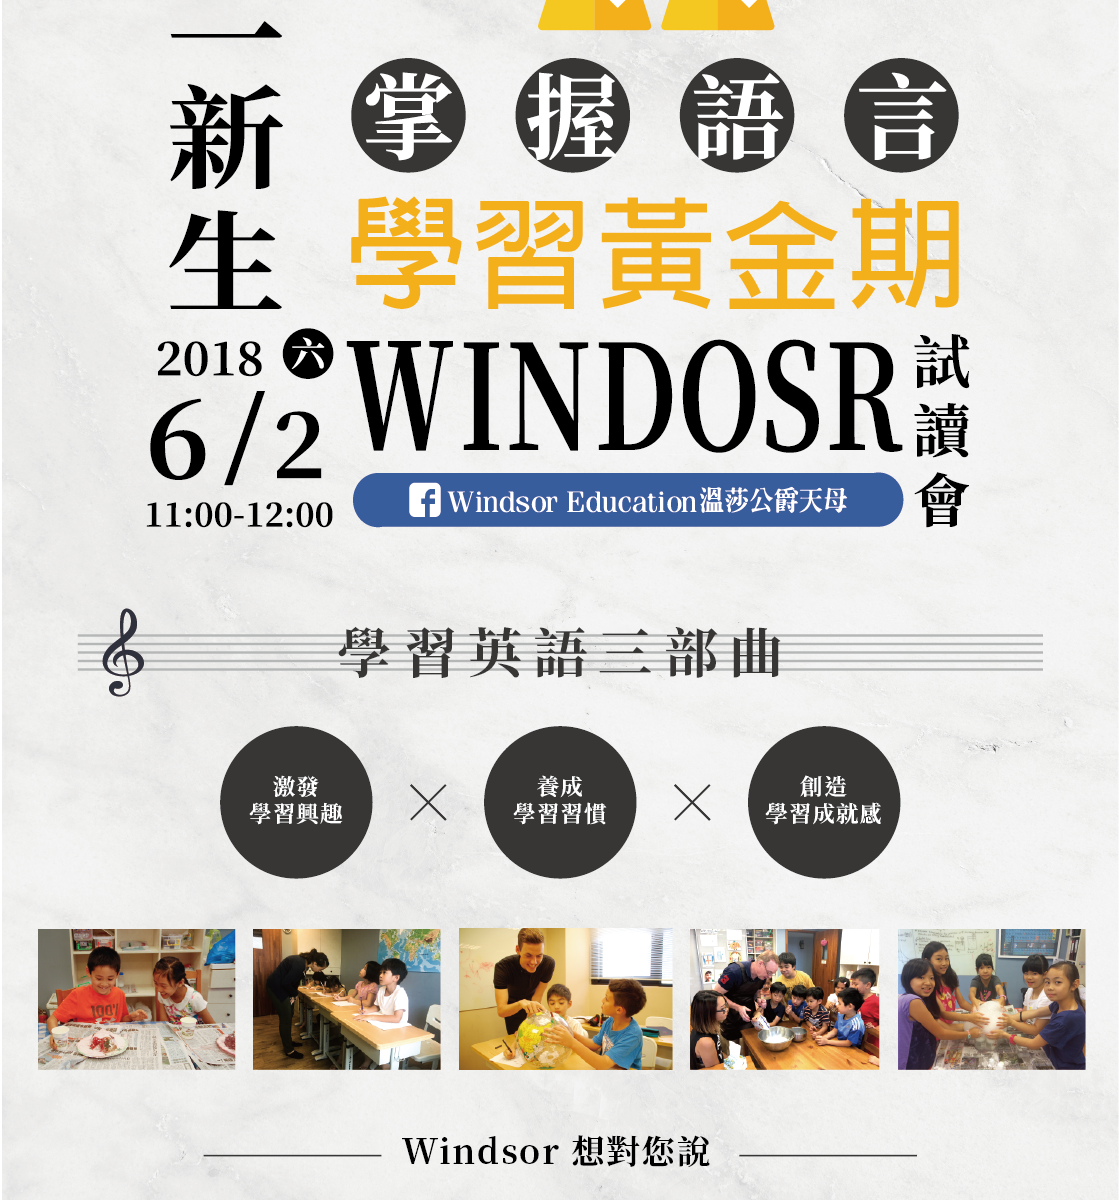 一新生
掌握語言
學習黃金期
2018 六
6/2
11:00-12:00
WINDOSR
試讀會
f Windsor Education溫莎公爵天母
學習英語三部曲
激發
學習興趣
養成
學習習慣
創造
學習成就感
Windsor 想對您說